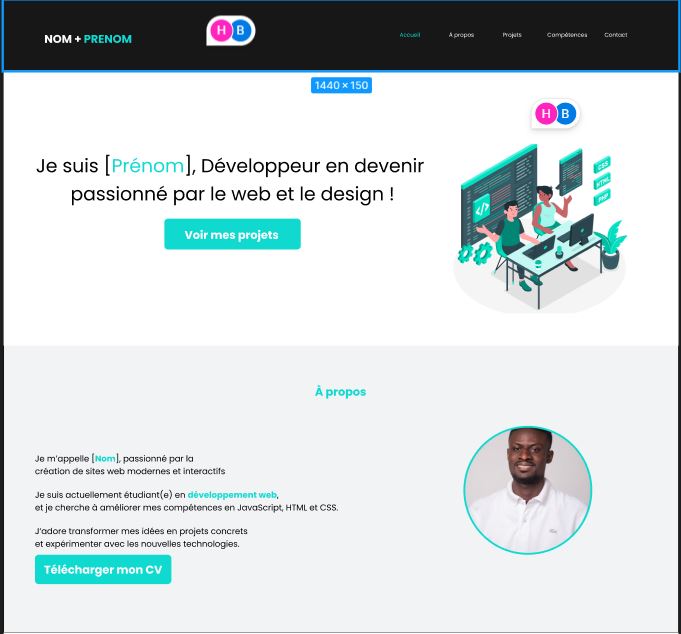 NOM + PRENOM
H B
Accueil
À propos
Projets
Compétences
Contact
1440 × 150
H B
Je suis [Prénom], Développeur en devenir
passionné par le web et le design !
Voir mes projets
</>
CSS
HTML
PHP
À propos
Je m’appelle [Nom], passionné par la
création de sites web modernes et interactifs
Je suis actuellement étudiant(e) en développement web,
et je cherche à améliorer mes compétences en JavaScript, HTML et CSS.
J’adore transformer mes idées en projets concrets
et expérimenter avec les nouvelles technologies.
Télécharger mon CV